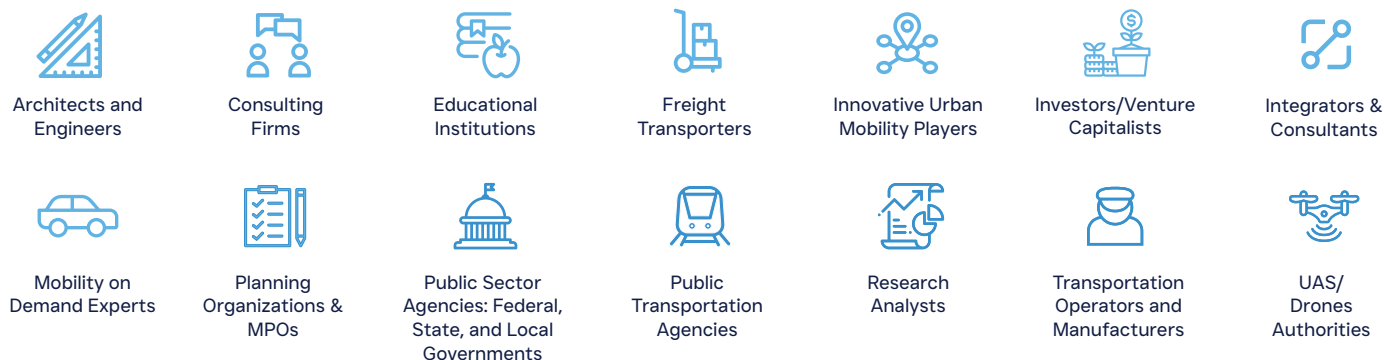 Architects and
Engineers
Consulting
Firms
Educational
Institutions
Freight
Transporters
Innovative Urban
Mobility Players
Investors/Venture
Capitalists
Integrators &
Consultants
Mobility on
Demand Experts
Planning
Organizations &
MPOs
Public Sector
Agencies: Federal,
State, and Local
Governments
Public
Transportation
Agencies
Research
Analysts
Transportation
Operators and
Manufacturers
UAS/
Drones
Authorities